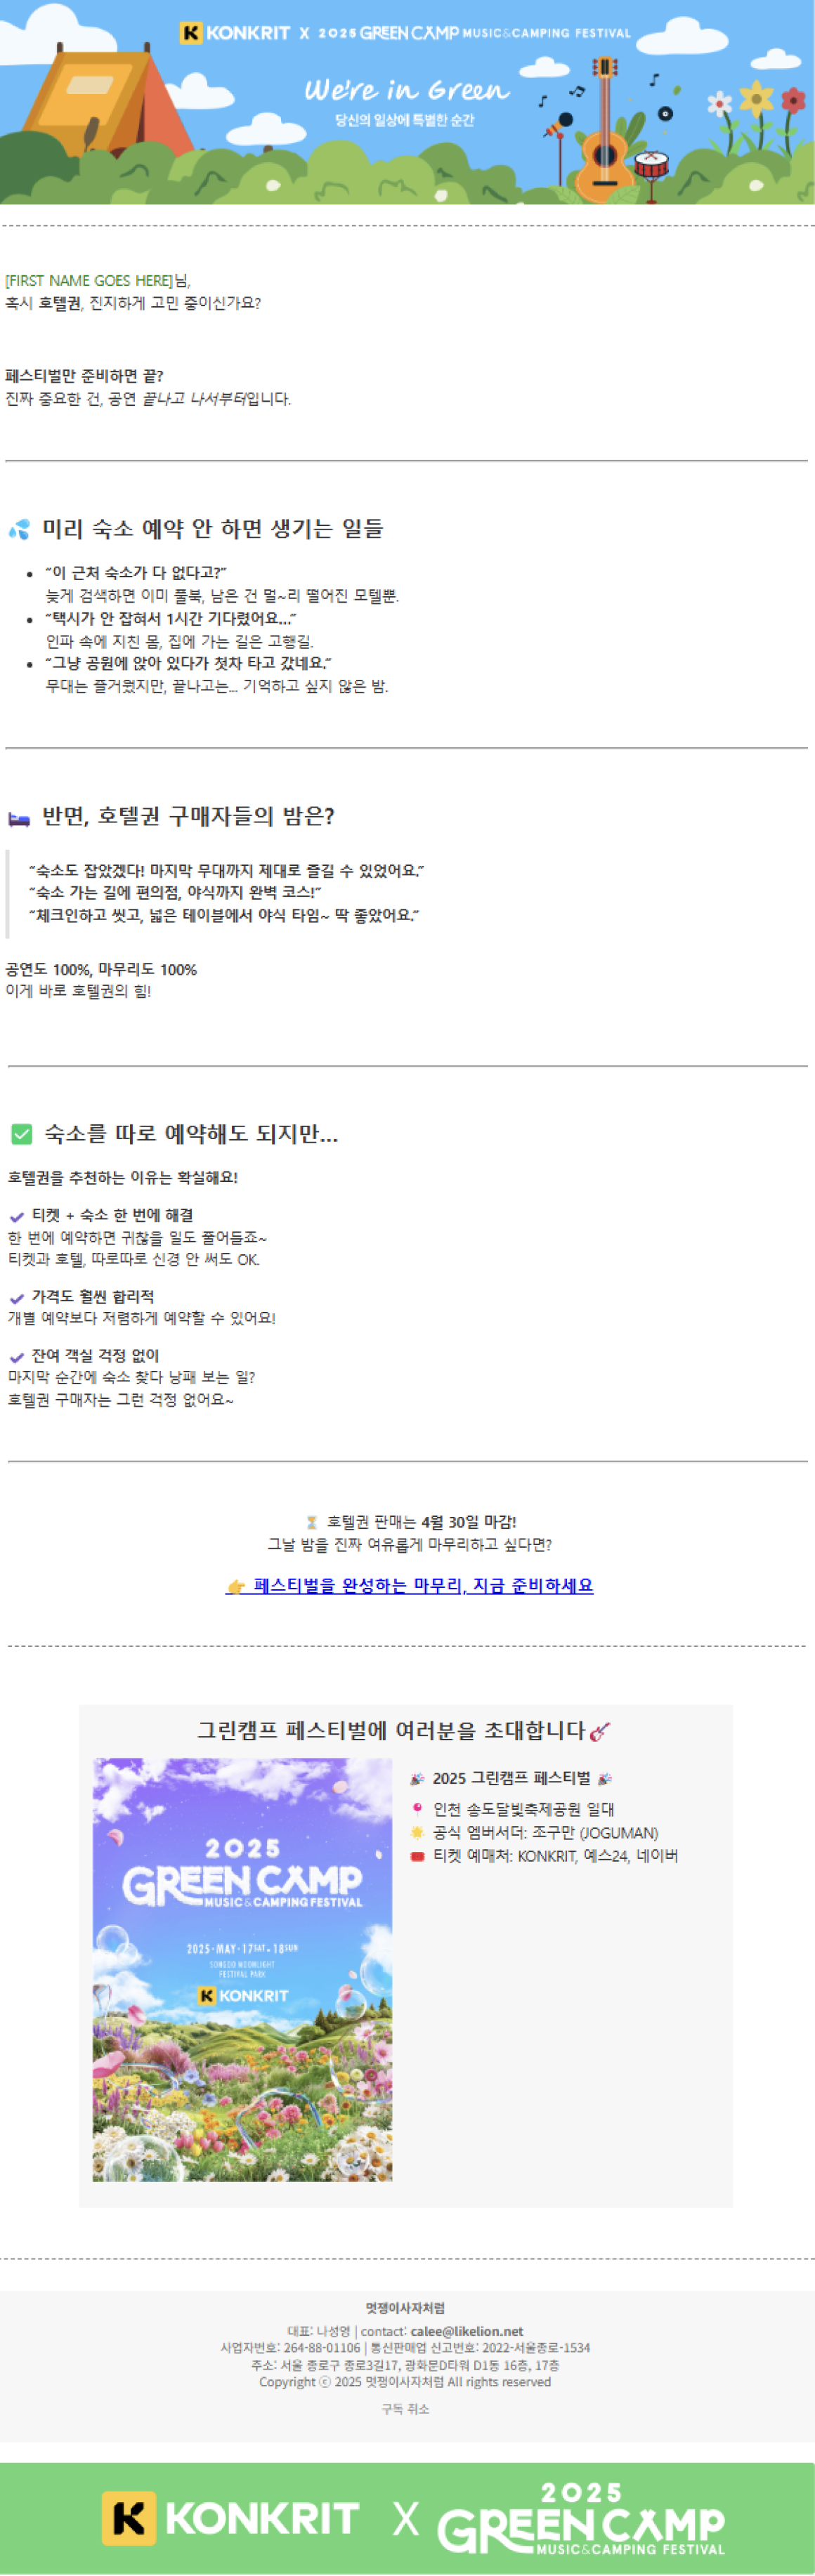 KONKRIT X 2025 GREEN CAMP MUSIC&CAMPING FESTIVAL
We're in Green
당신의 일상에 특별한 순간
[FIRST NAME GOES HERE]님,
혹시 호텔권, 진지하게 고민 중이신가요?
페스티벌만 준비하면 끝?
진짜 중요한 건, 공연 끝나고 나서부터입니다.
💦 미리 숙소 예약 안 하면 생기는 일들
• “이 근처 숙소가 다 없다고?”
늦게 검색하면 이미 풀북, 남은 건 멀~리 떨어진 모텔뿐.
• “택시가 안 잡혀서 1시간 기다렸어요…”
인파 속에 지친 몸, 집에 가는 길은 고행길.
• “그냥 공원에 앉아 있다가 첫차 타고 갔네요.”
무대는 즐거웠지만, 끝나고는… 기억하고 싶지 않은 밤.
🛏️ 반면, 호텔권 구매자들의 밤은?
“숙소도 잡았겠다! 마지막 무대까지 제대로 즐길 수 있었어요.”
“숙소 가는 길에 편의점, 야식까지 완벽 코스!”
“체크인하고 씻고, 넓은 테이블에서 야식 타임~ 딱 좋았어요.”
공연도 100%, 마무리도 100%
이게 바로 호텔권의 힘!
✅ 숙소를 따로 예약해도 되지만…
호텔권을 추천하는 이유는 확실해요!
✔ 티켓 + 숙소 한 번에 해결
한 번에 예약하면 귀찮을 일도 줄어들죠~
티켓과 호텔, 따로따로 신경 안 써도 OK.
✔ 가격도 훨씬 합리적
개별 예약보다 저렴하게 예약할 수 있어요!
✔ 잔여 객실 걱정 없이
마지막 순간에 숙소 찾다 낭패 보는 일?
호텔권 구매자는 그런 걱정 없어요~
⏳ 호텔권 판매는 4월 30일 마감!
그날 밤을 진짜 여유롭게 마무리하고 싶다면?
👉 페스티벌을 완성하는 마무리, 지금 준비하세요
그린캠프 페스티벌에 여러분을 초대합니다🎸
2025
GREEN CAMP
MUSIC&CAMPING FESTIVAL
2025·MAY·17SAT-18SUN
SONGDO MOONLIGHT
FESTIVAL PARK
KONKRIT
🎉 2025 그린캠프 페스티벌 🎉
📍 인천 송도달빛축제공원 일대
🌟 공식 엠버서더: 조구만 (JOGUMAN)
🎟️ 티켓 예매처: KONKRIT, 예스24, 네이버
멋쟁이사자처럼
대표: 나성영 | contact: calee@likelion.net
사업자번호: 264-88-01106 | 통신판매업 신고번호: 2022-서울종로-1534
주소: 서울 종로구 종로3길17, 광화문D타워 D1동 16층, 17층
Copyright ⓒ 2025 멋쟁이사자처럼 All rights reserved
구독 취소
KONKRIT X 2025 GREEN CAMP
MUSIC&CAMPING FESTIVAL